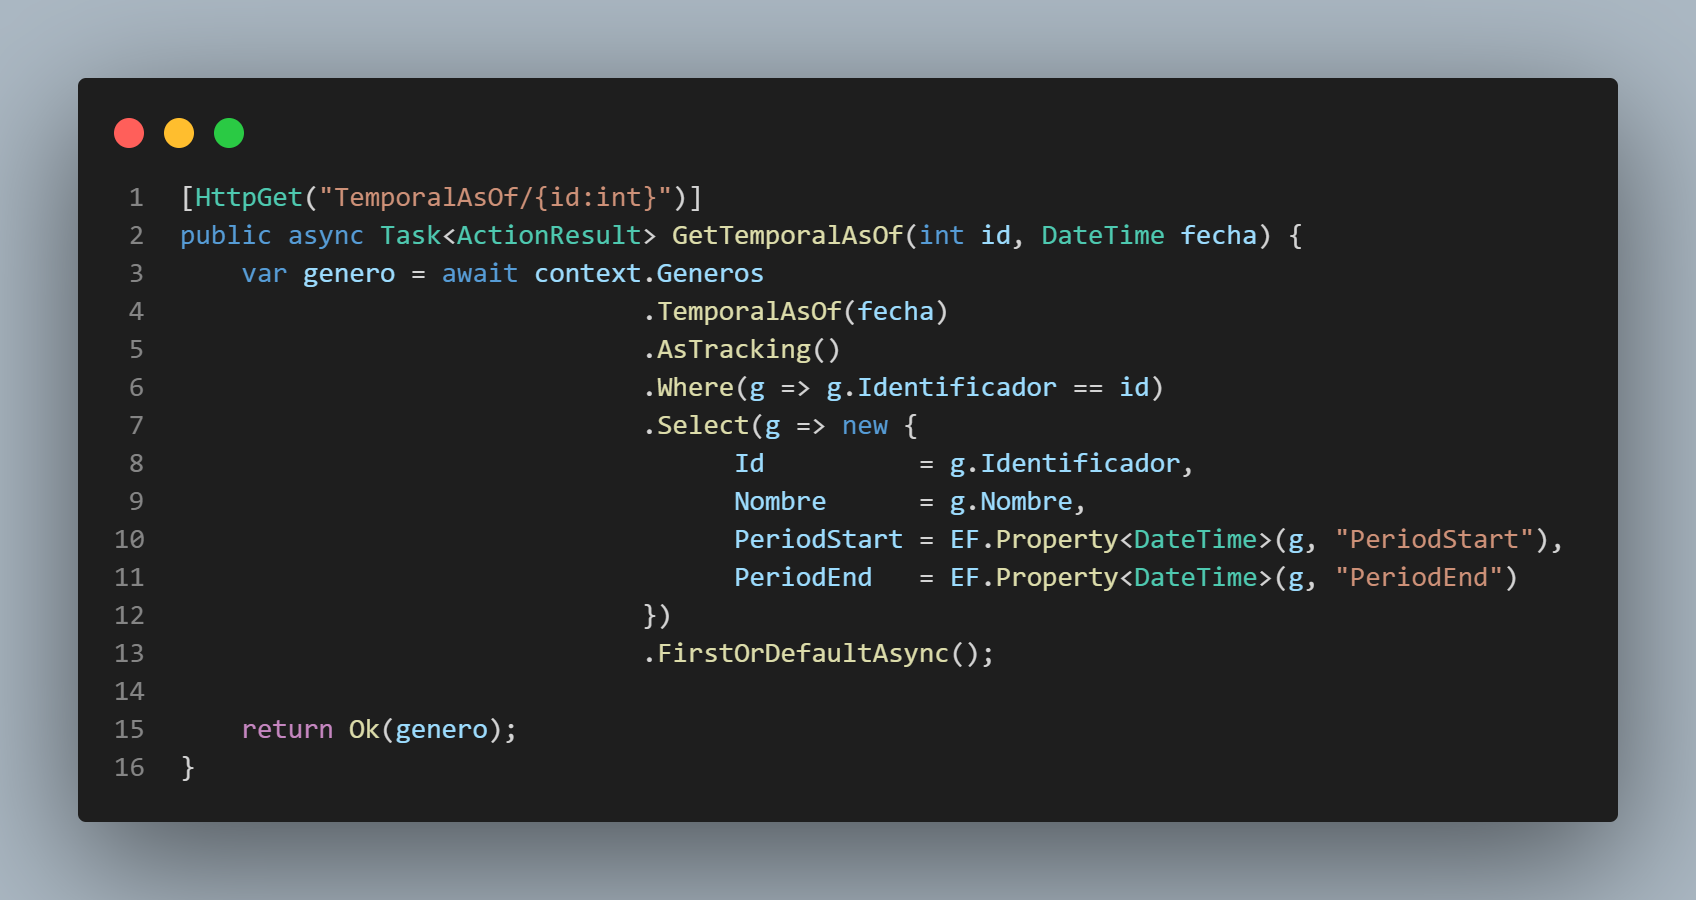 1 [HttpGet("TemporalAsOf/{id:int}")]
2 public async Task<ActionResult> GetTemporalAsOf(int id, DateTime fecha) {
3     var genero = await context.Generos
4                               .TemporalAsOf(fecha)
5                               .AsTracking()
6                               .Where(g => g.Identificador == id)
7                               .Select(g => new {
8                                     Id          = g.Identificador,
9                                     Nombre      = g.Nombre,
10                                     PeriodStart = EF.Property<DateTime>(g, "PeriodStart"),
11                                     PeriodEnd   = EF.Property<DateTime>(g, "PeriodEnd")
12                               })
13                               .FirstOrDefaultAsync();
14
15     return Ok(genero);
16 }